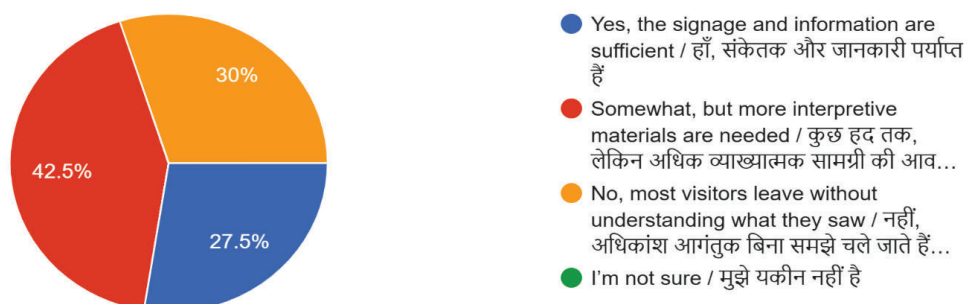 30%
42.5%
27.5%
Yes, the signage and information are
sufficient / हाँ, संकेतक और जानकारी पर्याप्त
हैं
Somewhat, but more interpretive
materials are needed / कुछ हद तक,
लेकिन अधिक व्याख्यात्मक सामग्री की आव…
No, most visitors leave without
understanding what they saw / नहीं,
अधिकांश आगंतुक बिना समझे चले जाते हैं…
I'm not sure / मुझे यकीन नहीं है